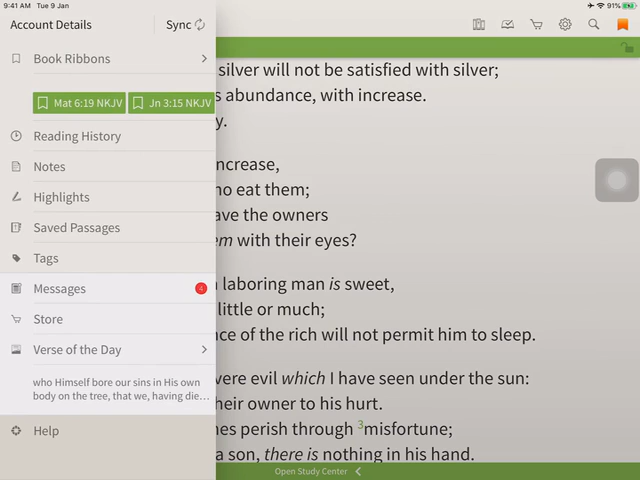 9:41 AM Tue 9 Jan
91%
Account Details
Sync
Book Ribbons
Mat 6:19 NKJV
Jn 3:15 NKJV
Reading History
Notes
Highlights
Saved Passages
Tags
Messages
4
Store
Verse of the Day
who Himself bore our sins in His own
body on the tree, that we, having die…
Help
silver will not be satisfied with silver;
abundance, with increase.
y.
ncrease,
eat them;
ave the owners
em with their eyes?
laboring man is sweet,
little or much;
nce of the rich will not permit him to sleep.
vere evil which I have seen under the sun:
heir owner to his hurt.
es perish through 3misfortune;
a son, there is nothing in his hand.
Open Study Center